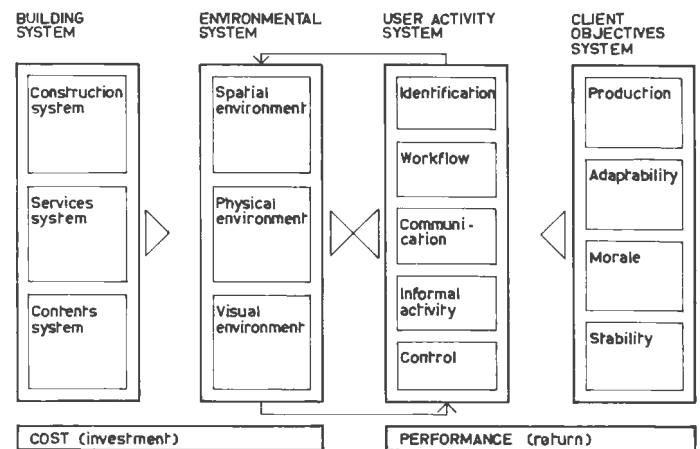 BUILDING
SYSTEM
Construction
system
Services
system
Contents
system
ENVIRONMENTAL
SYSTEM
Spatial
environment
Physical
environment
Visual
environment
USER ACTIVITY
SYSTEM
Identification
Workflow
Communi-
cation
Informal
activity
Control
CLIENT
OBJECTIVES
SYSTEM
Production
Adaptability
Morale
Stability
COST (investment)
PERFORMANCE (return)